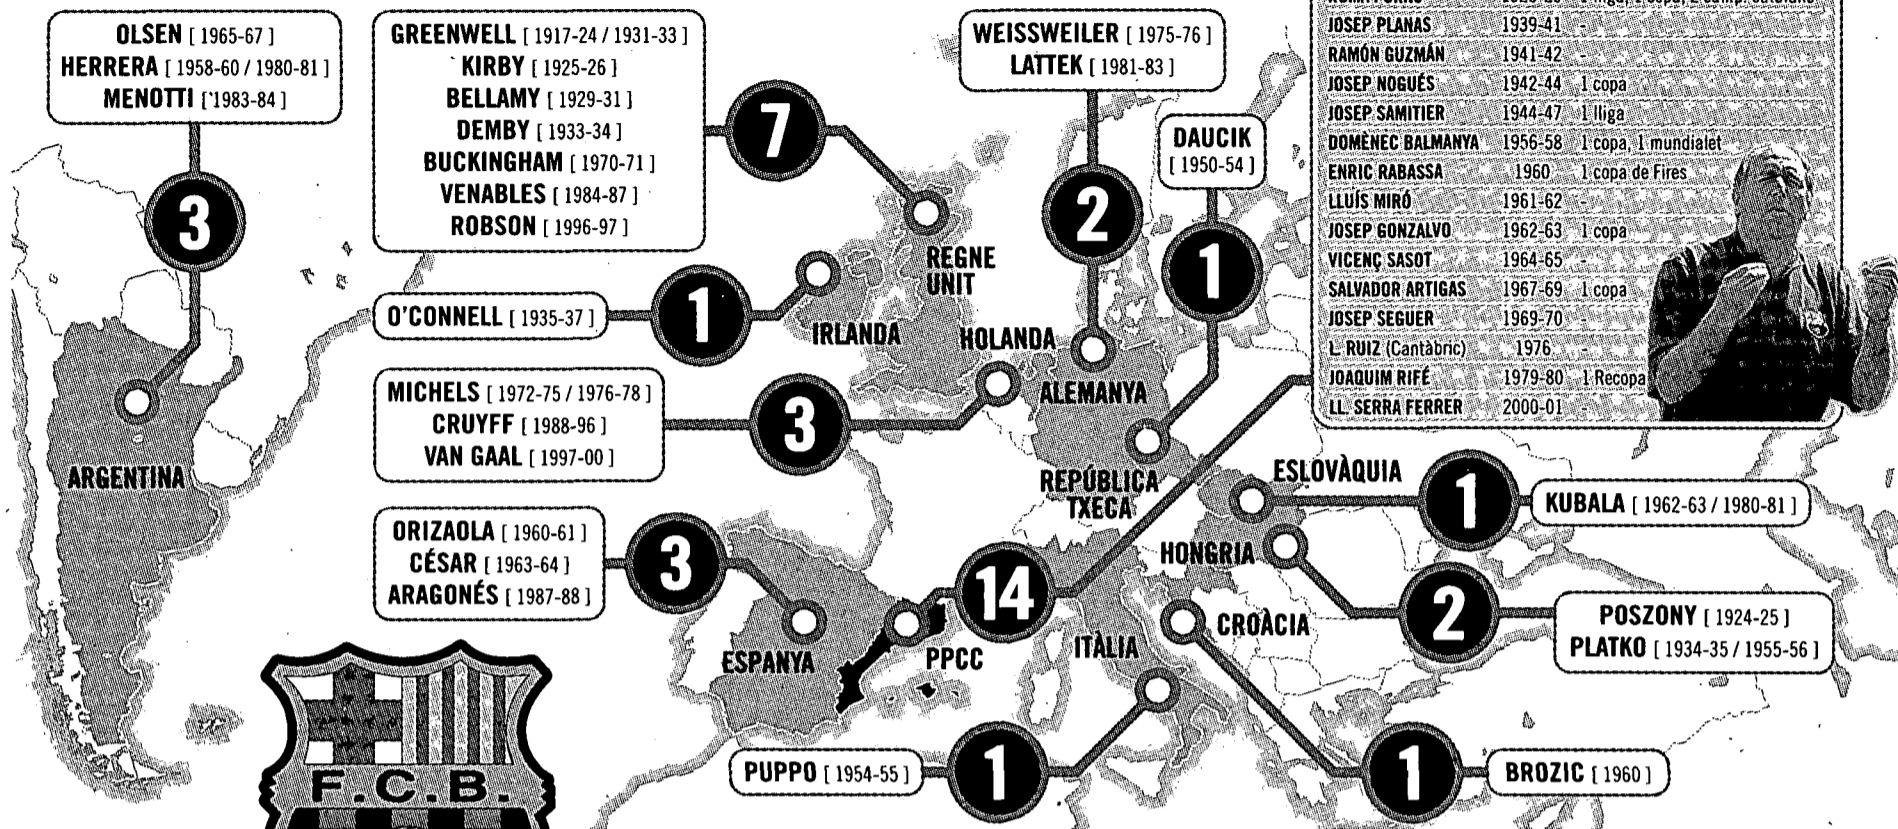 OLSEN [ 1965-67 ]
HERRERA [ 1958-60 / 1980-81 ]
MENOTTI [ 1983-84 ]
3
ARGENTINA
GREENWELL [ 1917-24 / 1931-33 ]
KIRBY [ 1925-26 ]
BELLAMY [ 1929-31 ]
DEMBY [ 1933-34 ]
BUCKINGHAM [ 1970-71 ]
VENABLES [ 1984-87 ]
ROBSON [ 1996-97 ]
7
REGNE
UNIT
O'CONNELL [ 1935-37 ]
1
IRLANDA
MICHELS [ 1972-75 / 1976-78 ]
CRUYFF [ 1988-96 ]
VAN GAAL [ 1997-00 ]
3
HOLANDA
ORIZAOLA [ 1960-61 ]
CÉSAR [ 1963-64 ]
ARAGONÉS [ 1987-88 ]
3
ESPANYA
WEISSWEILER [ 1975-76 ]
LATTEK [ 1981-83 ]
2
ALEMANYA
DAUCIK
[ 1950-54 ]
1
REPÚBLICA
TXECA
JOSEP PLANAS 1939-41 -
RAMÓN GUZMÁN 1941-42 -
JOSEP NOGUÉS 1942-44 1 copa
JOSEP SAMITIER 1944-47 1 lliga
DOMÈNEC BALMANYA 1956-58 1 copa, 1 mundialet
ENRIC RABASSA 1960 1 copa de Fires
LLUÍS MIRÓ 1961-62 -
JOSEP GONZALVO 1962-63 1 copa
VICENÇ SASOT 1964-65 -
SALVADOR ARTIGAS 1967-69 1 copa
JOSEP SEGUER 1969-70 -
L. RUIZ (Cantàbric) 1976 -
JOAQUIM RIFÉ 1979-80 1 Recopa
LL. SERRA FERRER 2000-01 -
14
PPCC
ESLOVÀQUIA
1
KUBALA [ 1962-63 / 1980-81 ]
HONGRIA
2
POSZONY [ 1924-25 ]
PLATKO [ 1934-35 / 1955-56 ]
CROÀCIA
1
BROZIC [ 1960 ]
ITÀLIA
1
PUPPO [ 1954-55 ]
F.C.B.